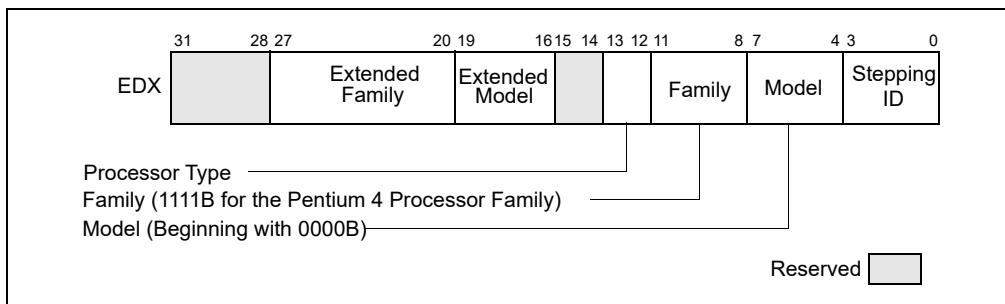 31 28 27 20 19 16 15 14 13 12 11 8 7 4 3 0
EDX
Extended Family
Extended Model
Family
Model
Stepping ID
Processor Type
Family (1111B for the Pentium 4 Processor Family)
Model (Beginning with 0000B)
Reserved